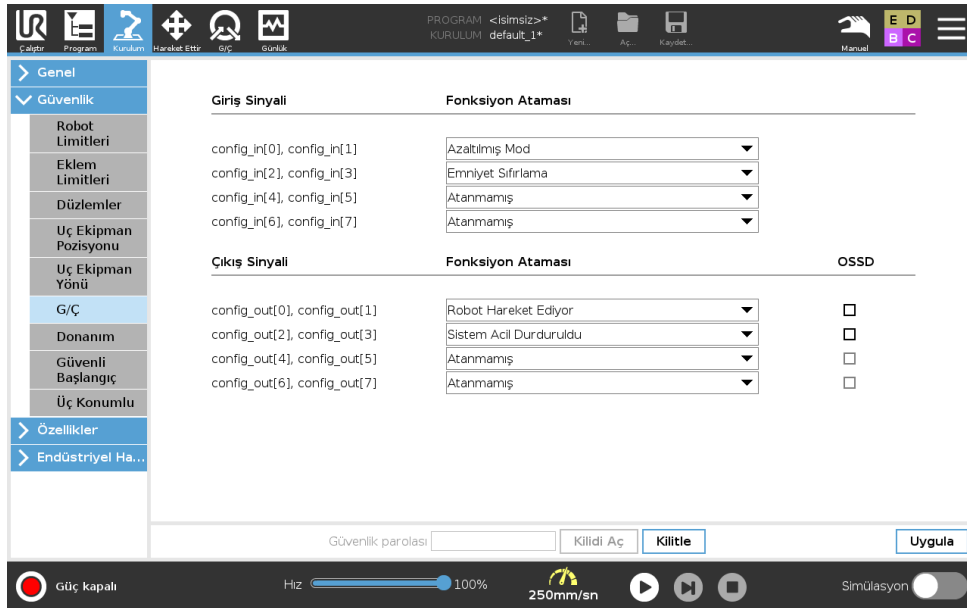 UR
PROGRAM <isimsiz>*
KURULUM default_1*
Çalıştır Program Kurulum Hareket Ettir G/Ç Günlük
Yeni... Aç... Kaydet...
Manuel
E D
B C
Genel
Güvenlik
Robot
Limitleri
Eklem
Limitleri
Düzlemler
Uç Ekipman
Pozisyonu
Uç Ekipman
Yönü
G/Ç
Donanım
Güvenli
Başlangıç
Üç Konumlu
Özellikler
Endüstriyel Ha...
Giriş Sinyali Fonksiyon Ataması
config_in[0], config_in[1] Azaltılmış Mod
config_in[2], config_in[3] Emniyet Sıfırlama
config_in[4], config_in[5] Atanmamış
config_in[6], config_in[7] Atanmamış
Çıkış Sinyali Fonksiyon Ataması OSSD
config_out[0], config_out[1] Robot Hareket Ediyor
config_out[2], config_out[3] Sistem Acil Durduruldu
config_out[4], config_out[5] Atanmamış
config_out[6], config_out[7] Atanmamış
Güvenlik parolası Kilidi Aç Kilitle Uygula
Güç kapalı Hız 100% 250mm/sn Simülasyon